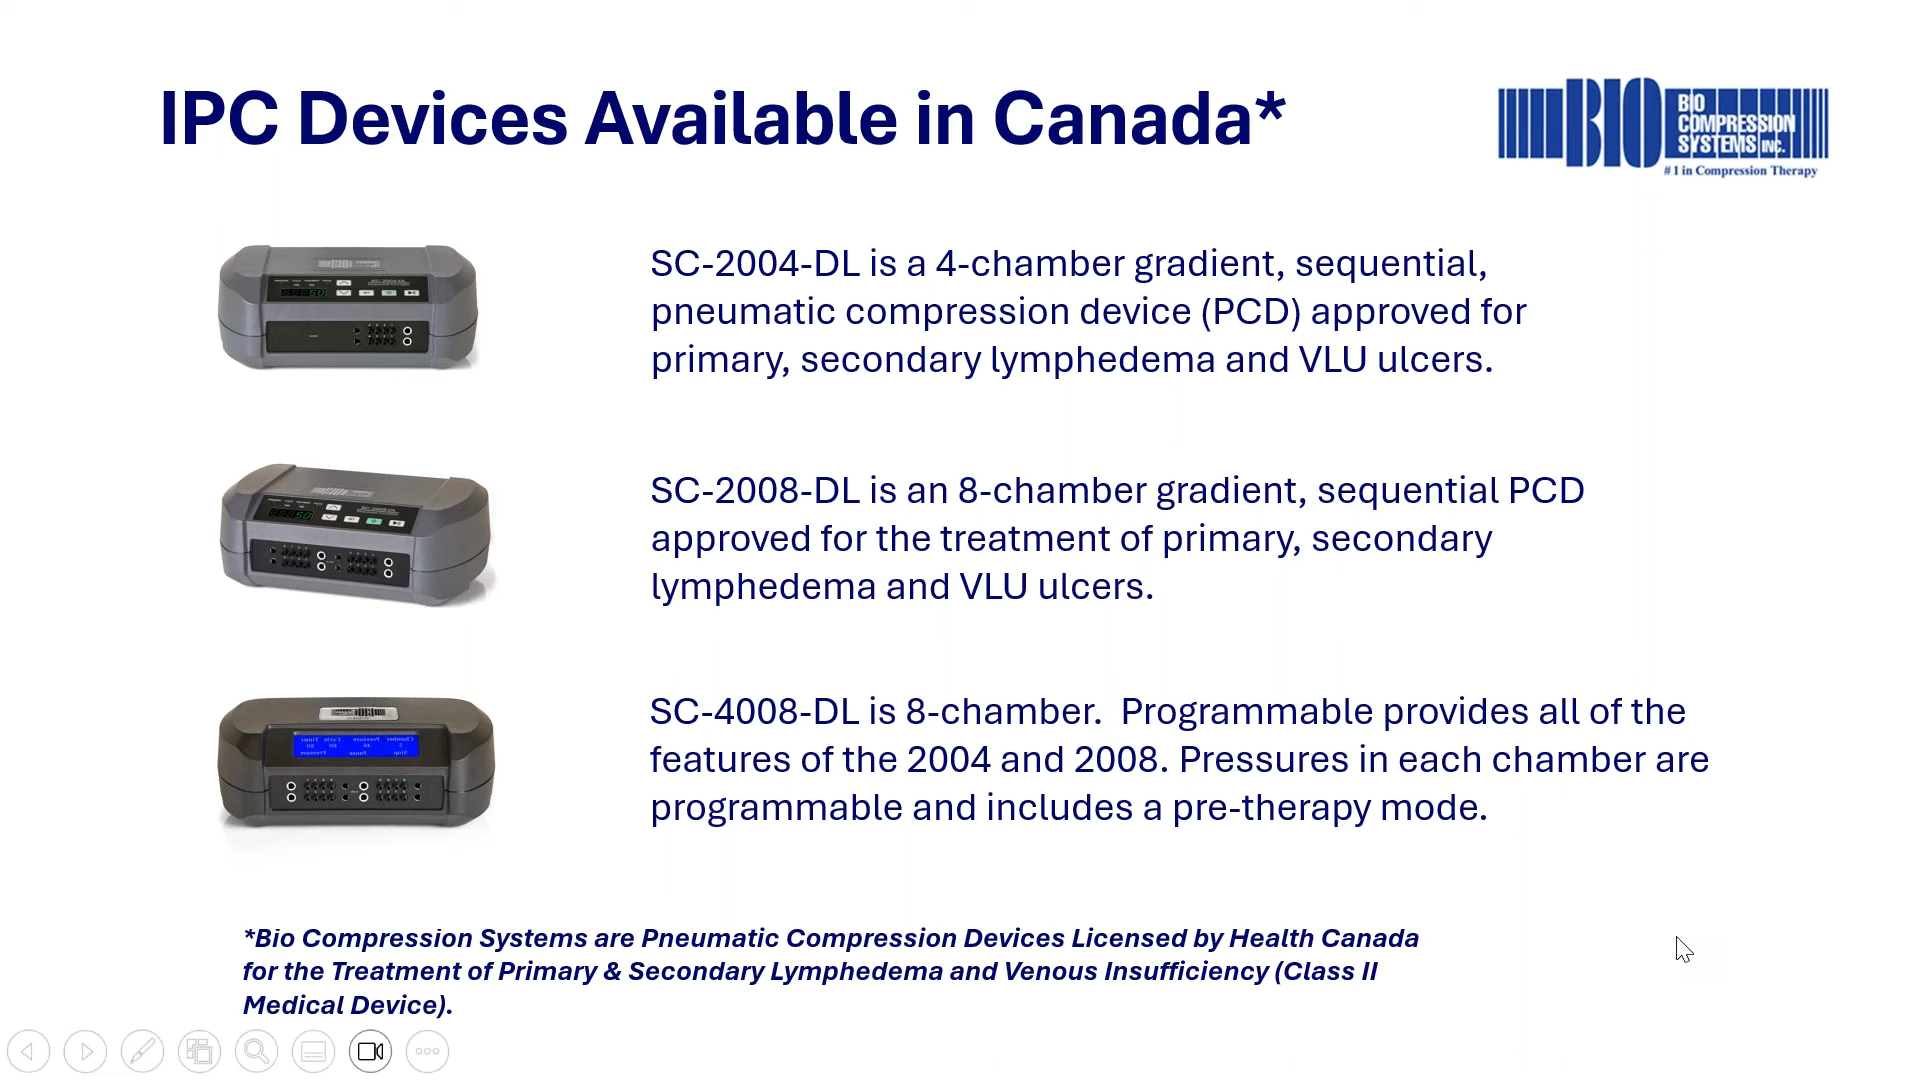 IPC Devices Available in Canada*
BIO
BIO
COMPRESSION
SYSTEMS INC.
#1 in Compression Therapy
SC-2004-DL is a 4-chamber gradient, sequential,
pneumatic compression device (PCD) approved for
primary, secondary lymphedema and VLU ulcers.
SC-2008-DL is an 8-chamber gradient, sequential PCD
approved for the treatment of primary, secondary
lymphedema and VLU ulcers.
SC-4008-DL is 8-chamber.  Programmable provides all of the
features of the 2004 and 2008. Pressures in each chamber are
programmable and includes a pre-therapy mode.
*Bio Compression Systems are Pneumatic Compression Devices Licensed by Health Canada
for the Treatment of Primary & Secondary Lymphedema and Venous Insufficiency (Class II
Medical Device).